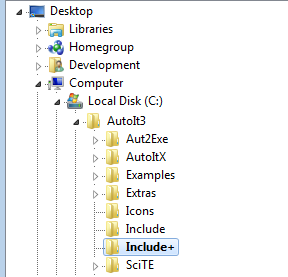 Desktop
Libraries
Homegroup
Development
Computer
Local Disk (C:)
AutoIt3
Aut2Exe
AutoItX
Examples
Extras
Icons
Include
Include+
SciTE